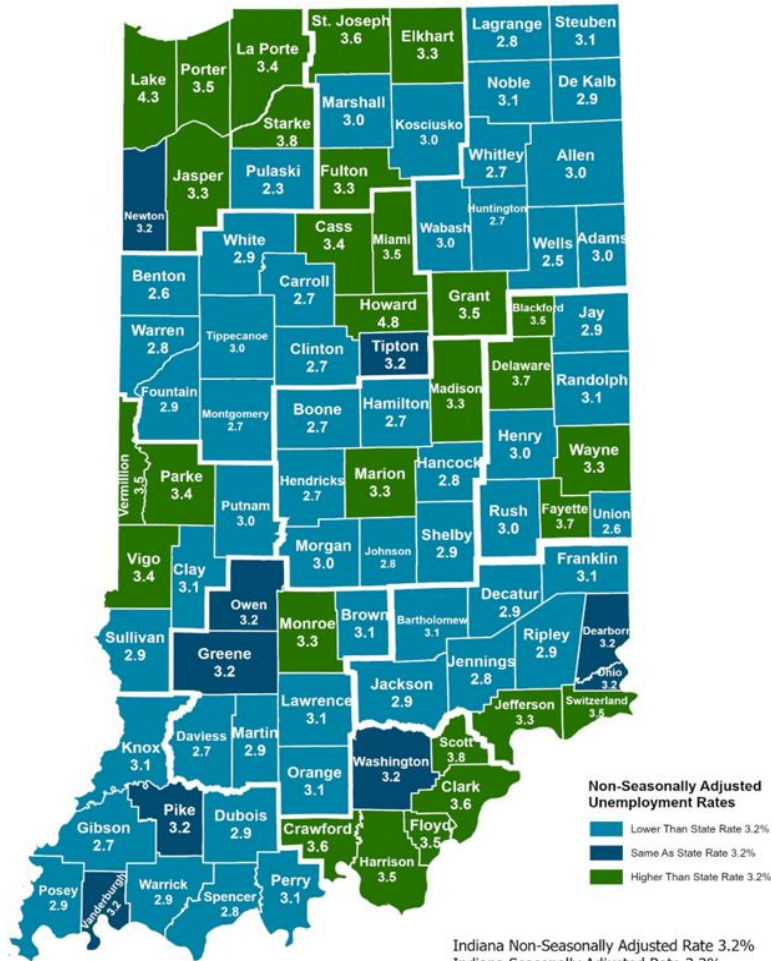 St. Joseph
3.6
Elkhart
3.3
Lagrange
2.8
Steuben
3.1
La Porte
3.4
Porter
3.5
Lake
4.3
Noble
3.1
De Kalb
2.9
Marshall
3.0
Kosciusko
3.0
Starke
3.8
Whitley
2.7
Allen
3.0
Jasper
3.3
Pulaski
2.3
Fulton
3.3
Newton
3.2
Wabash
3.0
Huntington
2.7
White
2.9
Cass
3.4
Miami
3.5
Wells
2.5
Adams
3.0
Benton
2.6
Carroll
2.7
Howard
4.8
Grant
3.5
Blackford
3.5
Jay
2.9
Warren
2.8
Tippecanoe
3.0
Clinton
2.7
Tipton
3.2
Delaware
3.7
Randolph
3.1
Madison
3.3
Fountain
2.9
Montgomery
2.7
Boone
2.7
Hamilton
2.7
Henry
3.0
Wayne
3.3
Vermillion
3.5
Parke
3.4
Hendricks
2.7
Marion
3.3
Hancock
2.8
Putnam
3.0
Rush
3.0
Fayette
3.7
Union
2.6
Vigo
3.4
Clay
3.1
Morgan
3.0
Johnson
2.8
Shelby
2.9
Franklin
3.1
Owen
3.2
Decatur
2.9
Monroe
3.3
Brown
3.1
Bartholomew
3.1
Sullivan
2.9
Greene
3.2
Ripley
2.9
Dearborn
3.2
Jennings
2.8
Ohio
3.2
Jackson
2.9
Lawrence
3.1
Jefferson
3.3
Switzerland
3.5
Knox
3.1
Daviess
2.7
Martin
2.9
Orange
3.1
Washington
3.2
Scott
3.8
Clark
3.6
Pike
3.2
Dubois
2.9
Gibson
2.7
Crawford
3.6
Floyd
3.5
Harrison
3.5
Posey
2.9
Vanderburgh
3.2
Warrick
2.9
Spencer
2.8
Perry
3.1
Non-Seasonally Adjusted
Unemployment Rates
Lower Than State Rate 3.2%
Same As State Rate 3.2%
Higher Than State Rate 3.2%
Indiana Non-Seasonally Adjusted Rate 3.2%